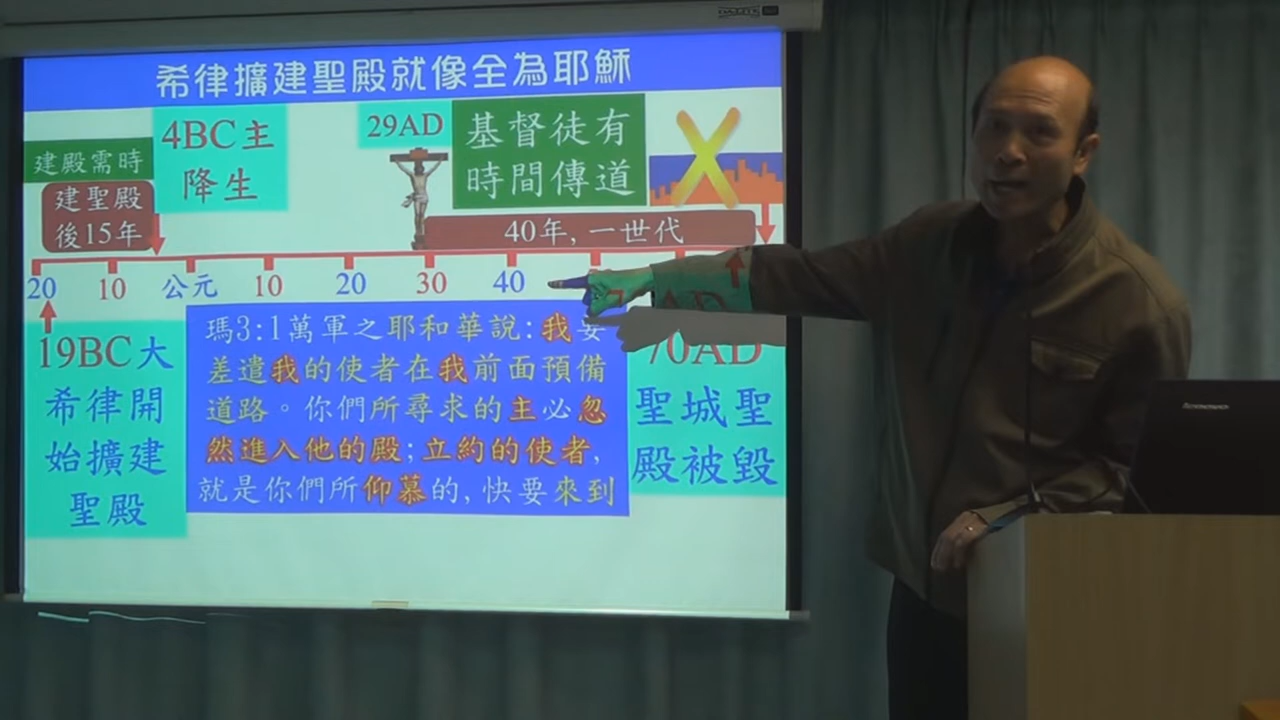 DALITE
希律擴建聖殿就像全為耶穌
建殿需時
4BC主
降生
29AD
基督徒有
時間傳道
建聖殿
後15年
40年, 一世代
20 10 公元 10 20 30 40
19BC大
希律開
始擴建
聖殿
瑪3:1萬軍之耶和華說: 我要
差遣我的使者在我前面預備
道路。你們所尋求的主必忽
然進入他的殿; 立約的使者,
就是你們所仰慕的, 快要來到
70AD
聖城聖
殿被毀
Lenovo